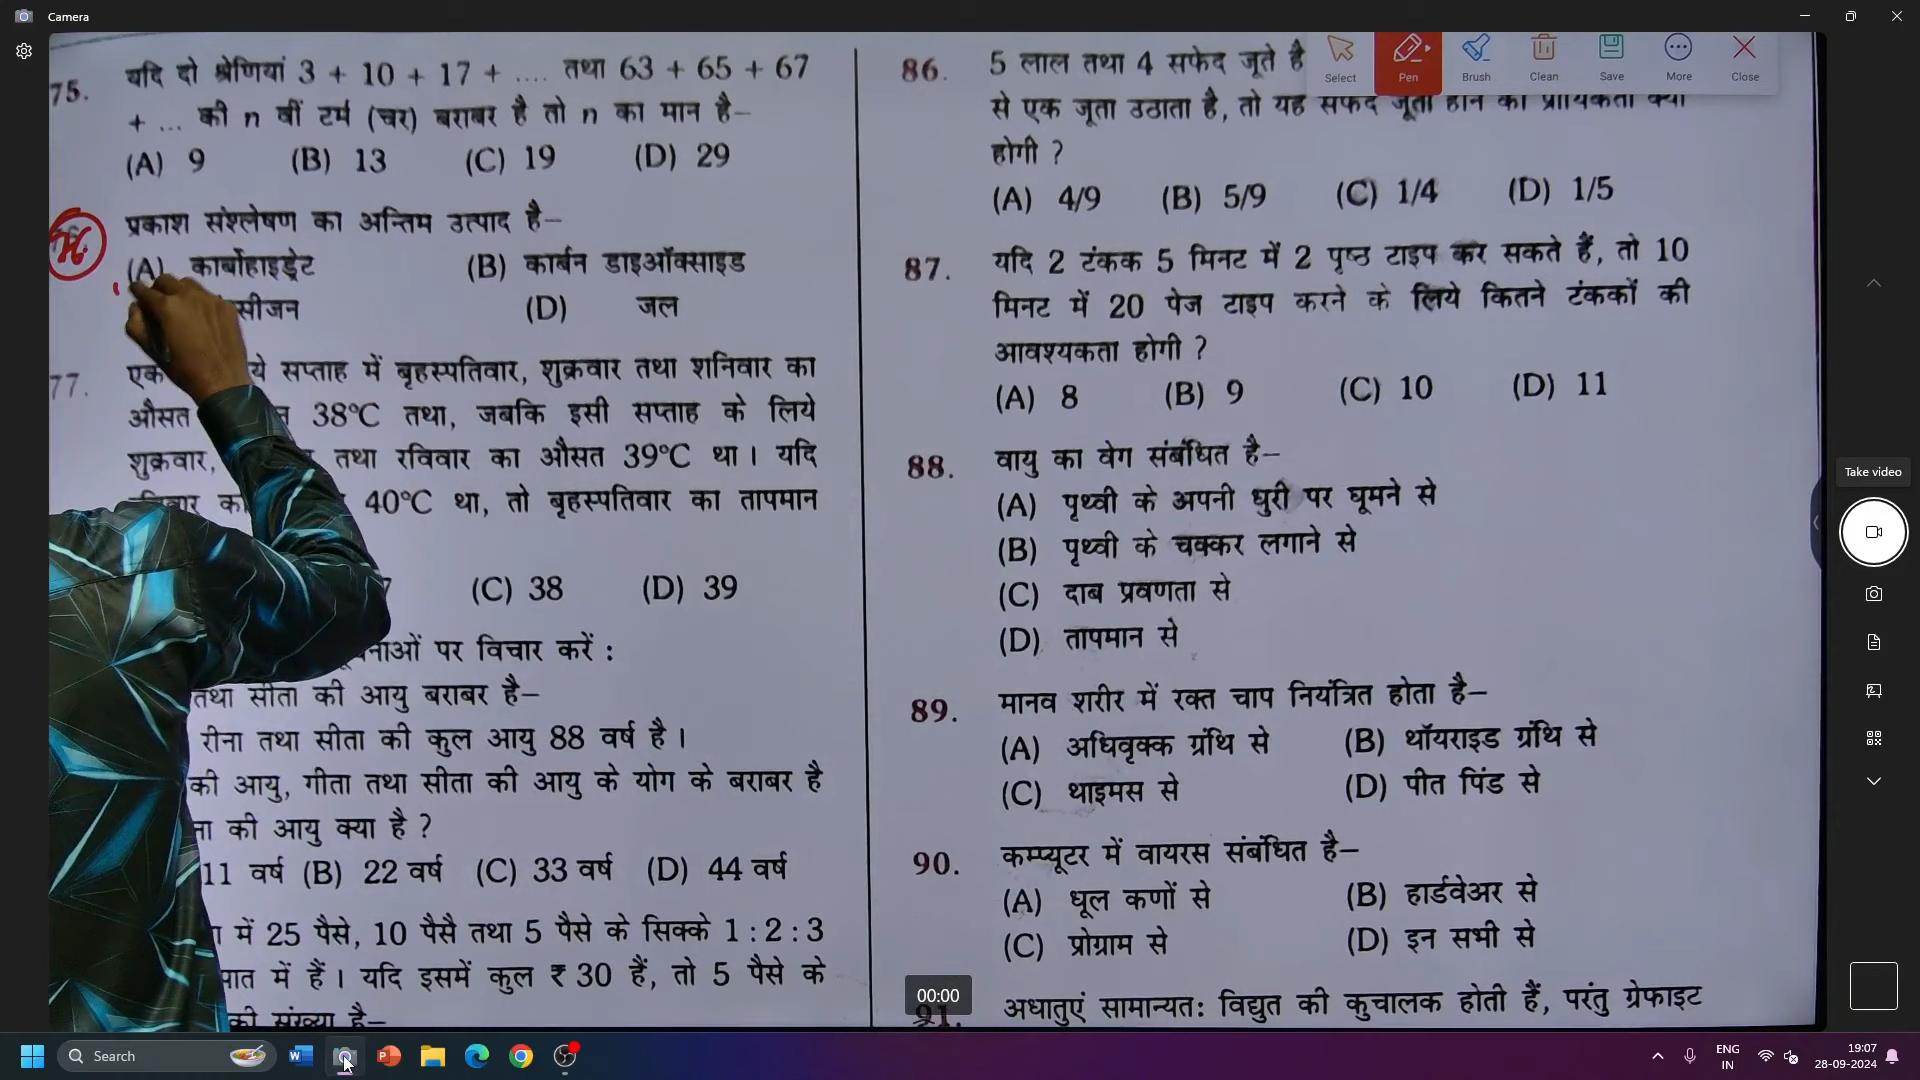 Camera
Select
Pen
Brush
Clean
Save
More
Close
75. यदि दो श्रेणियां 3 + 10 + 17 + .... तथा 63 + 65 + 67
+ ... की n वीं टर्म (चर) बराबर है तो n का मान है–
(A) 9 (B) 13 (C) 19 (D) 29
प्रकाश संश्लेषण का अन्तिम उत्पाद है–
(A) कार्बोहाइड्रेट (B) कार्बन डाइऑक्साइड
सीजन (D) जल
77. एक ये सप्ताह में बृहस्पतिवार, शुक्रवार तथा शनिवार का
औसत 38°C तथा, जबकि इसी सप्ताह के लिये
शुक्रवार, तथा रविवार का औसत 39°C था। यदि
40°C था, तो बृहस्पतिवार का तापमान
(C) 38 (D) 39
पर विचार करें :
तथा सीता की आयु बराबर है–
रीना तथा सीता की कुल आयु 88 वर्ष है।
की आयु, गीता तथा सीता की आयु के योग के बराबर है
की आयु क्या है ?
11 वर्ष (B) 22 वर्ष (C) 33 वर्ष (D) 44 वर्ष
में 25 पैसे, 10 पैसै तथा 5 पैसे के सिक्के 1 : 2 : 3
में हैं। यदि इसमें कुल ₹ 30 हैं, तो 5 पैसे के
की संख्या है–
86. 5 लाल तथा 4 सफेद जूते है
से एक जूता उठाता है, तो यह सफेद जूता होने की प्रायिकता क्या
होगी ?
(A) 4/9 (B) 5/9 (C) 1/4 (D) 1/5
87. यदि 2 टंकक 5 मिनट में 2 पृष्ठ टाइप कर सकते हैं, तो 10
मिनट में 20 पेज टाइप करने के लिये कितने टंककों की
आवश्यकता होगी ?
(A) 8 (B) 9 (C) 10 (D) 11
88. वायु का वेग संबंधित है–
(A) पृथ्वी के अपनी धुरी पर घूमने से
(B) पृथ्वी के चक्कर लगाने से
(C) दाब प्रवणता से
(D) तापमान से
89. मानव शरीर में रक्त चाप नियंत्रित होता है–
(A) अधिवृक्क ग्रंथि से (B) थॉयराइड ग्रंथि से
(C) थाइमस से (D) पीत पिंड से
90. कम्प्यूटर में वायरस संबंधित है–
(A) धूल कणों से (B) हार्डवेअर से
(C) प्रोग्राम से (D) इन सभी से
91. अधातुएं सामान्यत: विद्युत की कुचालक होती हैं, परंतु ग्रेफाइट
00:00
Take video
Search
ENG
IN
19:07
28-09-2024